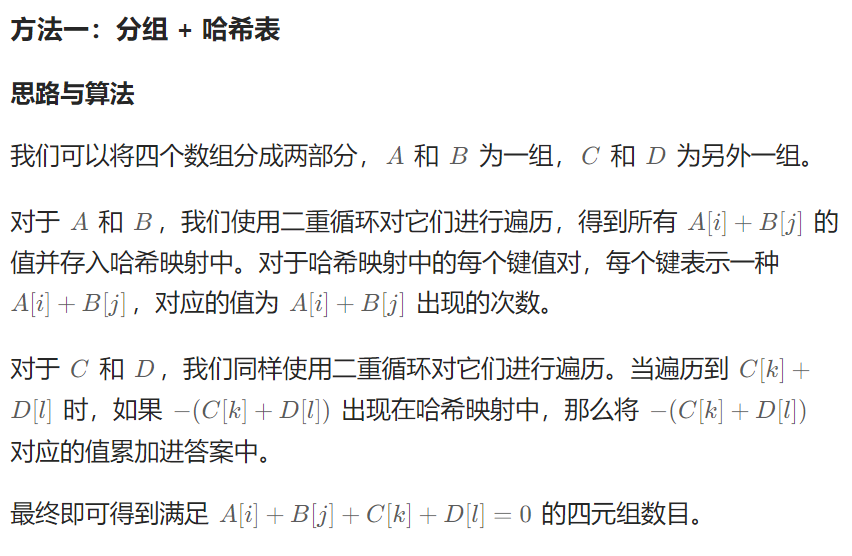 方法一：分组 + 哈希表
思路与算法
我们可以将四个数组分成两部分，A 和 B 为一组，C 和 D 为另外一组。
对于 A 和 B，我们使用二重循环对它们进行遍历，得到所有 A[i] + B[j] 的
值并存入哈希映射中。对于哈希映射中的每个键值对，每个键表示一种
A[i] + B[j]，对应的值为 A[i] + B[j] 出现的次数。
对于 C 和 D，我们同样使用二重循环对它们进行遍历。当遍历到 C[k] +
D[l] 时，如果 −(C[k] + D[l]) 出现在哈希映射中，那么将 −(C[k] + D[l])
对应的值累加进答案中。
最终即可得到满足 A[i] + B[j] + C[k] + D[l] = 0 的四元组数目。